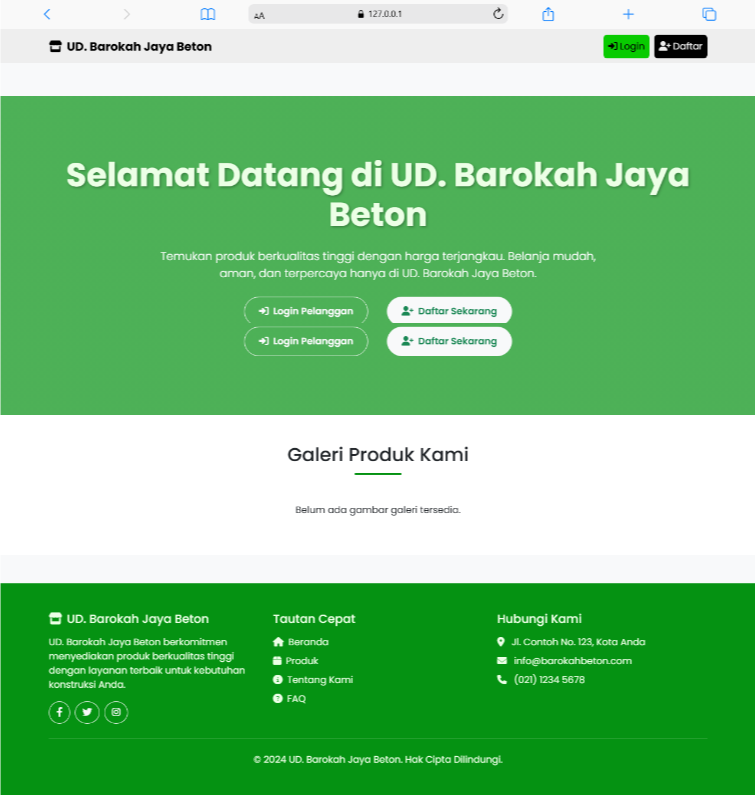 AA 127.0.0.1
UD. Barokah Jaya Beton Login Daftar
Selamat Datang di UD. Barokah Jaya
Beton
Temukan produk berkualitas tinggi dengan harga terjangkau. Belanja mudah,
aman, dan terpercaya hanya di UD. Barokah Jaya Beton.
Login Pelanggan Daftar Sekarang
Login Pelanggan Daftar Sekarang
Galeri Produk Kami
Belum ada gambar galeri tersedia.
UD. Barokah Jaya Beton
UD. Barokah Jaya Beton berkomitmen
menyediakan produk berkualitas tinggi
dengan layanan terbaik untuk kebutuhan
konstruksi Anda.
Tautan Cepat
Beranda
Produk
Tentang Kami
FAQ
Hubungi Kami
Jl. Contoh No. 123, Kota Anda
info@barokahbeton.com
(021) 1234 5678
© 2024 UD. Barokah Jaya Beton. Hak Cipta Dilindungi.